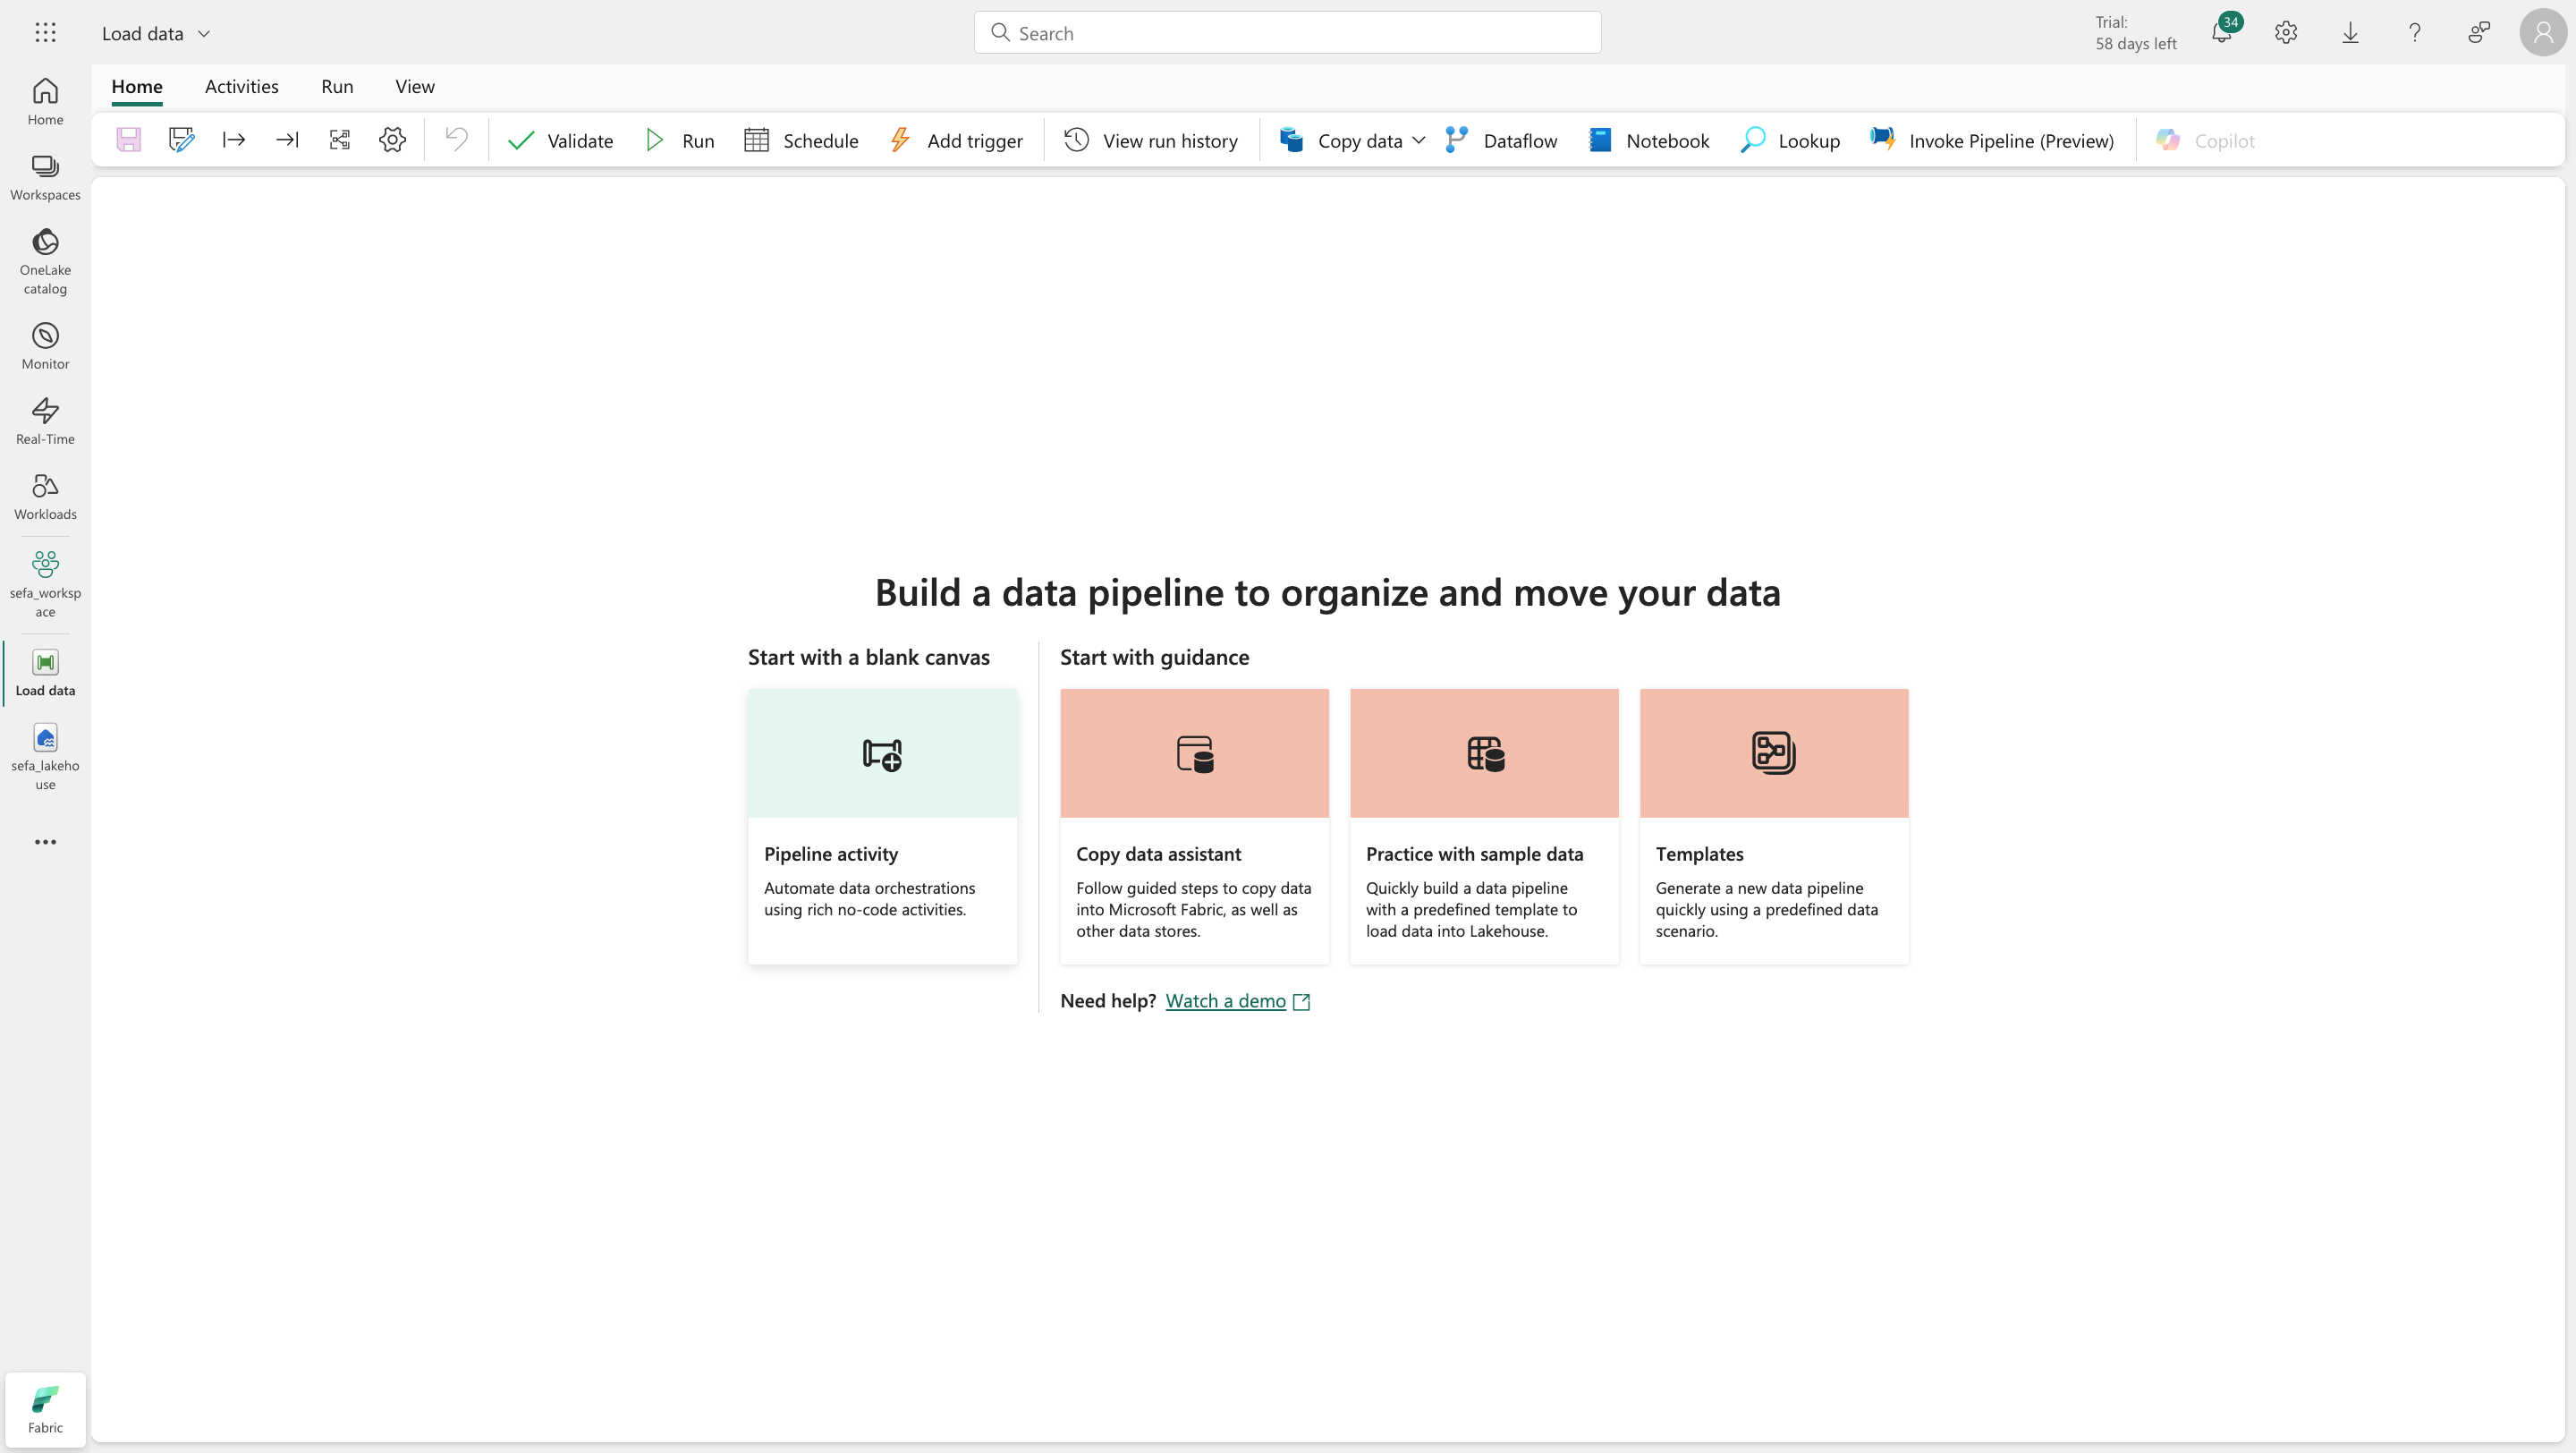 Load data
Search
Trial:
58 days left
34
Home
Activities
Run
View
Validate
Run
Schedule
Add trigger
View run history
Copy data
Dataflow
Notebook
Lookup
Invoke Pipeline (Preview)
Copilot
Home
Workspaces
OneLake
catalog
Monitor
Real-Time
Workloads
sefa_worksp
ace
Load data
sefa_lakeho
use
Fabric
Build a data pipeline to organize and move your data
Start with a blank canvas
Pipeline activity
Automate data orchestrations
using rich no-code activities.
Start with guidance
Copy data assistant
Follow guided steps to copy data
into Microsoft Fabric, as well as
other data stores.
Practice with sample data
Quickly build a data pipeline
with a predefined template to
load data into Lakehouse.
Templates
Generate a new data pipeline
quickly using a predefined data
scenario.
Need help? Watch a demo